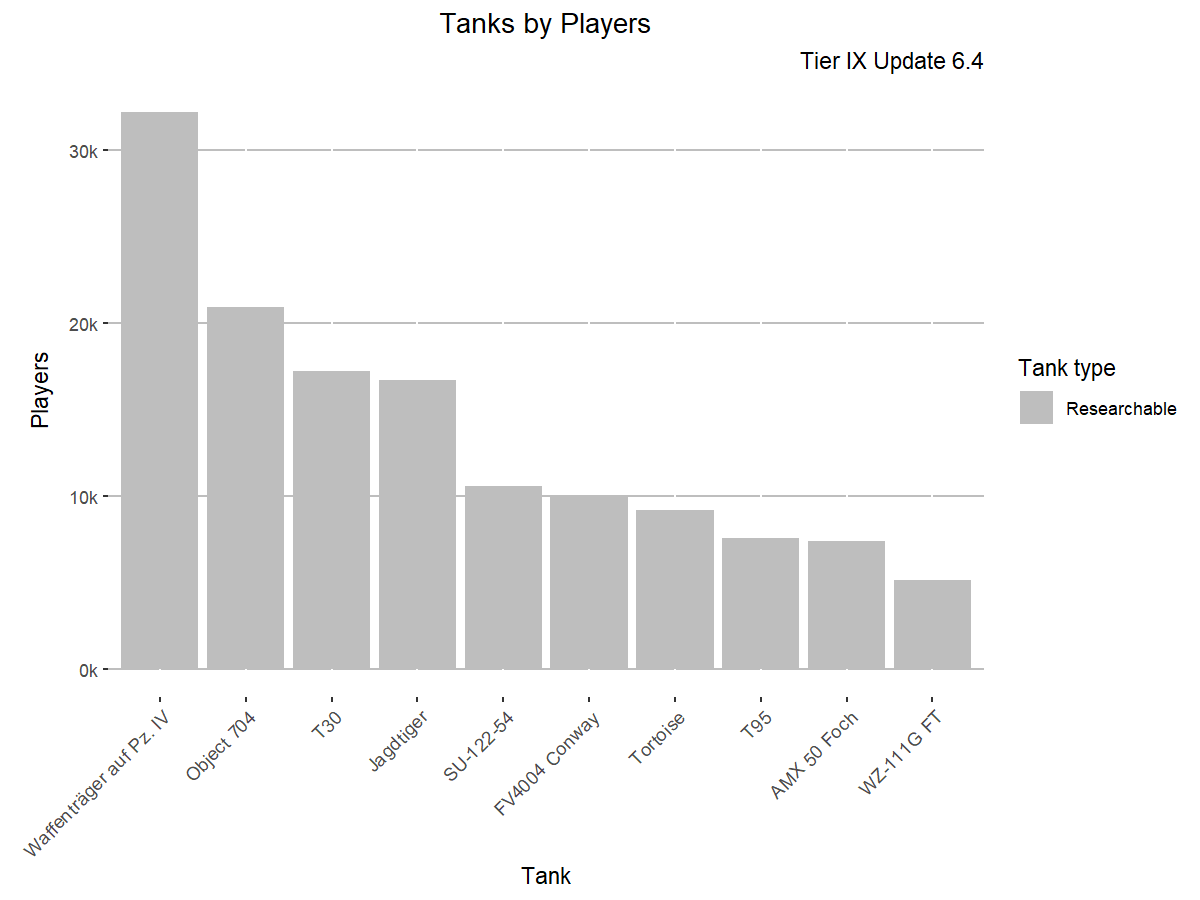 Tanks by Players
Tier IX Update 6.4
Players
30k
20k
10k
0k
Waffenträger auf Pz. IV
Object 704
T30
Jagdtiger
SU-122-54
FV4004 Conway
Tortoise
T95
AMX 50 Foch
WZ-111G FT
Tank
Tank type
Researchable